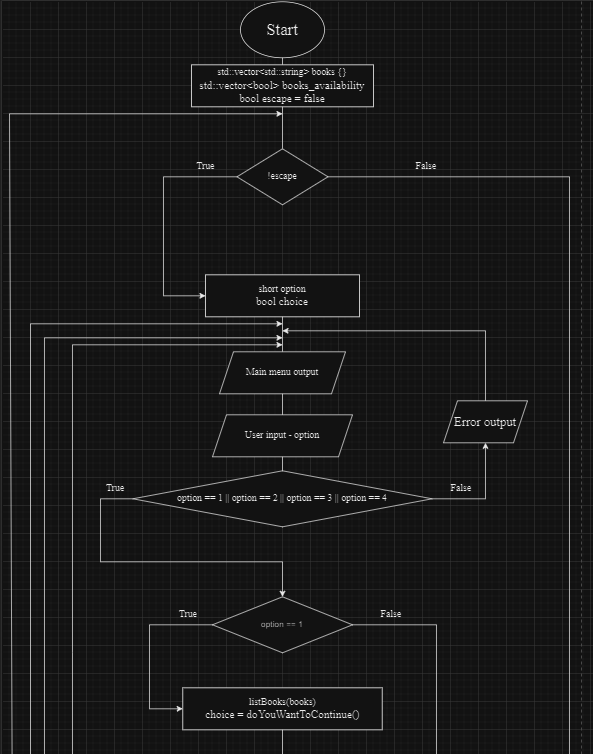 Start
std::vector<std::string> books {}
std::vector<bool> books_availability
bool escape = false
True
False
!escape
short option
bool choice
Main menu output
Error output
User input - option
True
False
option == 1 || option == 2 || option == 3 || option == 4
True
False
option == 1
listBooks(books)
choice = doYouWantToContinue()